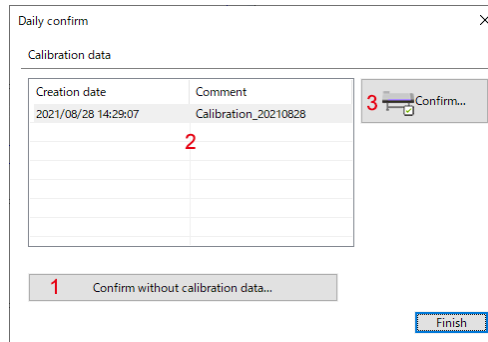 Daily confirm
Calibration data
Creation date Comment
2021/08/28 14:29:07 Calibration_20210828
3 Confirm...
2
1 Confirm without calibration data...
Finish